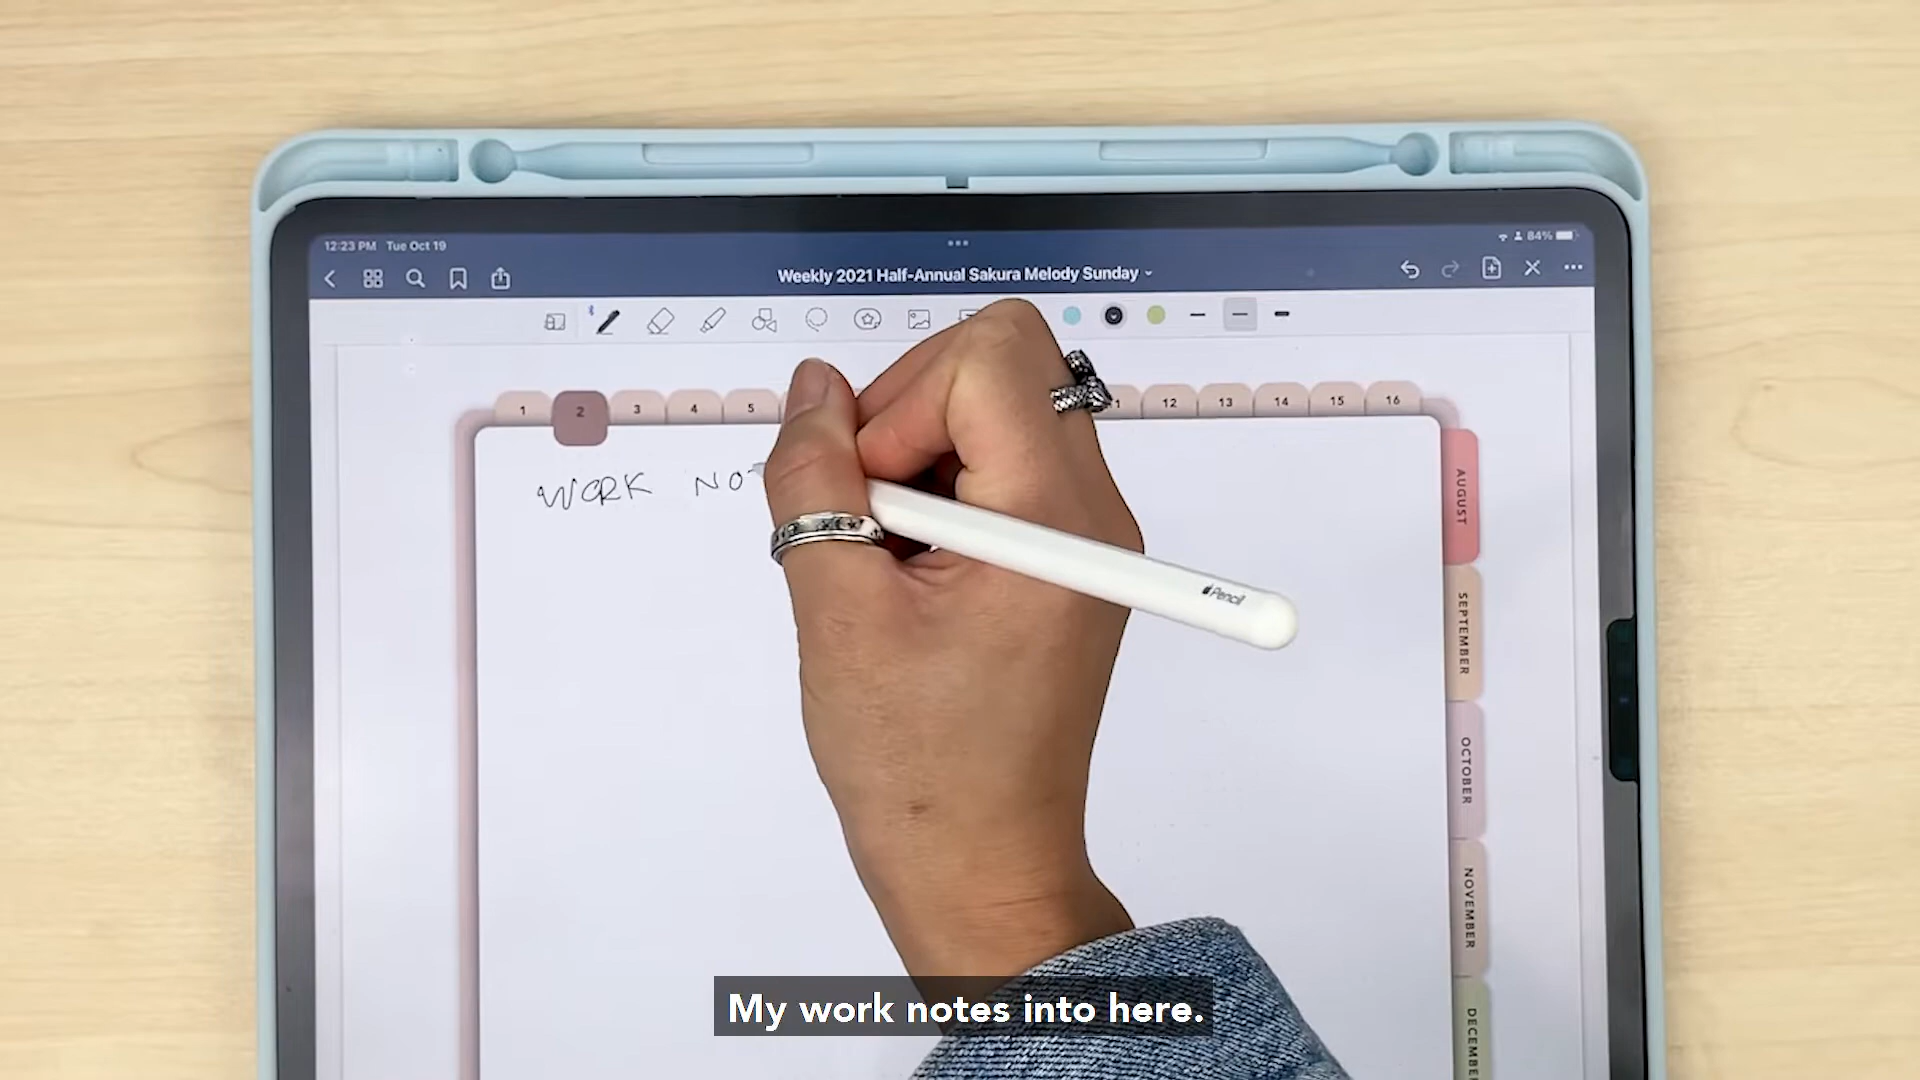 12:23 PM Tue Oct 19
84%
Weekly 2021 Half-Annual Sakura Melody Sunday
1 2 3 4 5 12 13 14 15 16
WORK NO
AUGUST
SEPTEMBER
OCTOBER
NOVEMBER
DECEMBE
Pencil
My work notes into here.